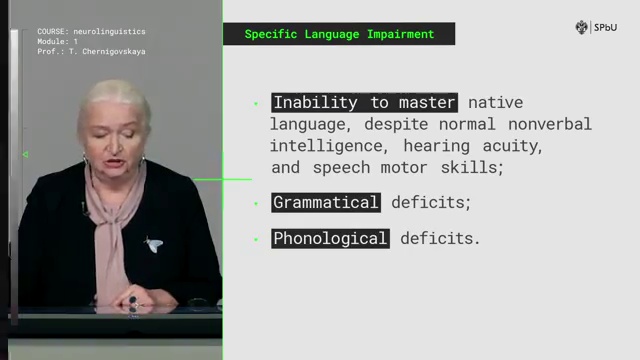 COURSE: neurolinguistics
Module: 1
Prof.: T. Chernigovskaya
Specific Language Impairment
SPbU
Inability to master native
language, despite normal nonverbal
intelligence, hearing acuity,
and speech motor skills;
Grammatical deficits;
Phonological deficits.